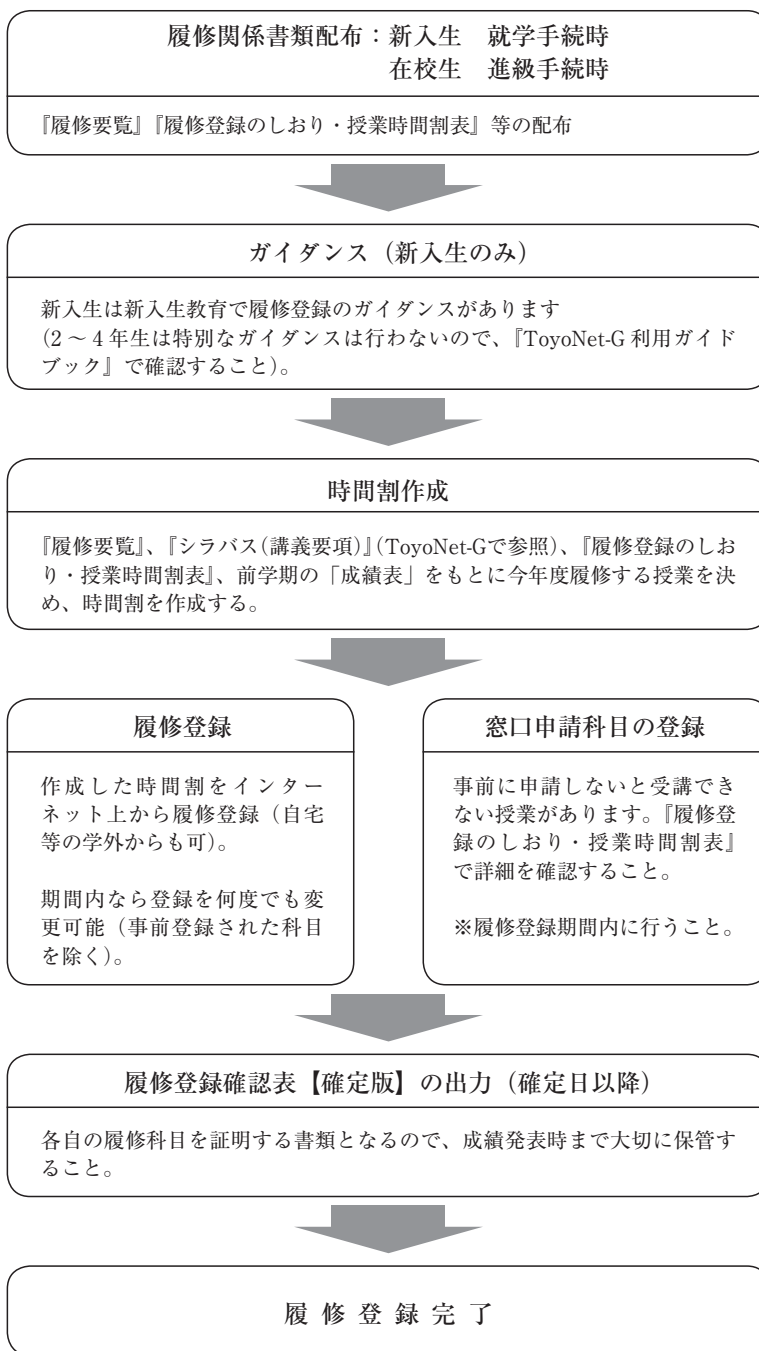 履修関係書類配布：新入生　就学手続時
在校生　進級手続時
『履修要覧』『履修登録のしおり・授業時間割表』等の配布
ガイダンス（新入生のみ）
新入生は新入生教育で履修登録のガイダンスがあります
（2～4年生は特別なガイダンスは行わないので、『ToyoNet-G 利用ガイド
ブック』で確認すること）。
時間割作成
『履修要覧』、『シラバス（講義要項）』（ToyoNet-Gで参照）、『履修登録のしお
り・授業時間割表』、前学期の「成績表」をもとに今年度履修する授業を決
め、時間割を作成する。
履修登録
作成した時間割をインター
ネット上から履修登録（自宅
等の学外からも可）。
期間内なら登録を何度でも変
更可能（事前登録された科目
を除く）。
窓口申請科目の登録
事前に申請しないと受講でき
ない授業があります。『履修登
録のしおり・授業時間割表』
で詳細を確認すること。
※履修登録期間内に行うこと。
履修登録確認表【確定版】の出力（確定日以降）
各自の履修科目を証明する書類となるので、成績発表時まで大切に保管す
ること。
履 修 登 録 完 了